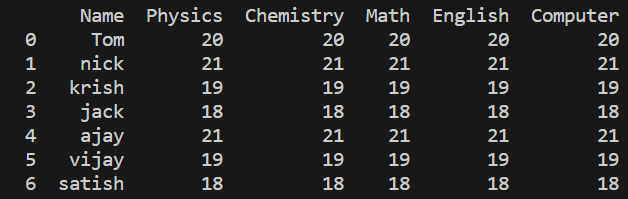 Name Physics Chemistry Math English Computer
0 Tom 20 20 20 20 20
1 nick 21 21 21 21 21
2 krish 19 19 19 19 19
3 jack 18 18 18 18 18
4 ajay 21 21 21 21 21
5 vijay 19 19 19 19 19
6 satish 18 18 18 18 18